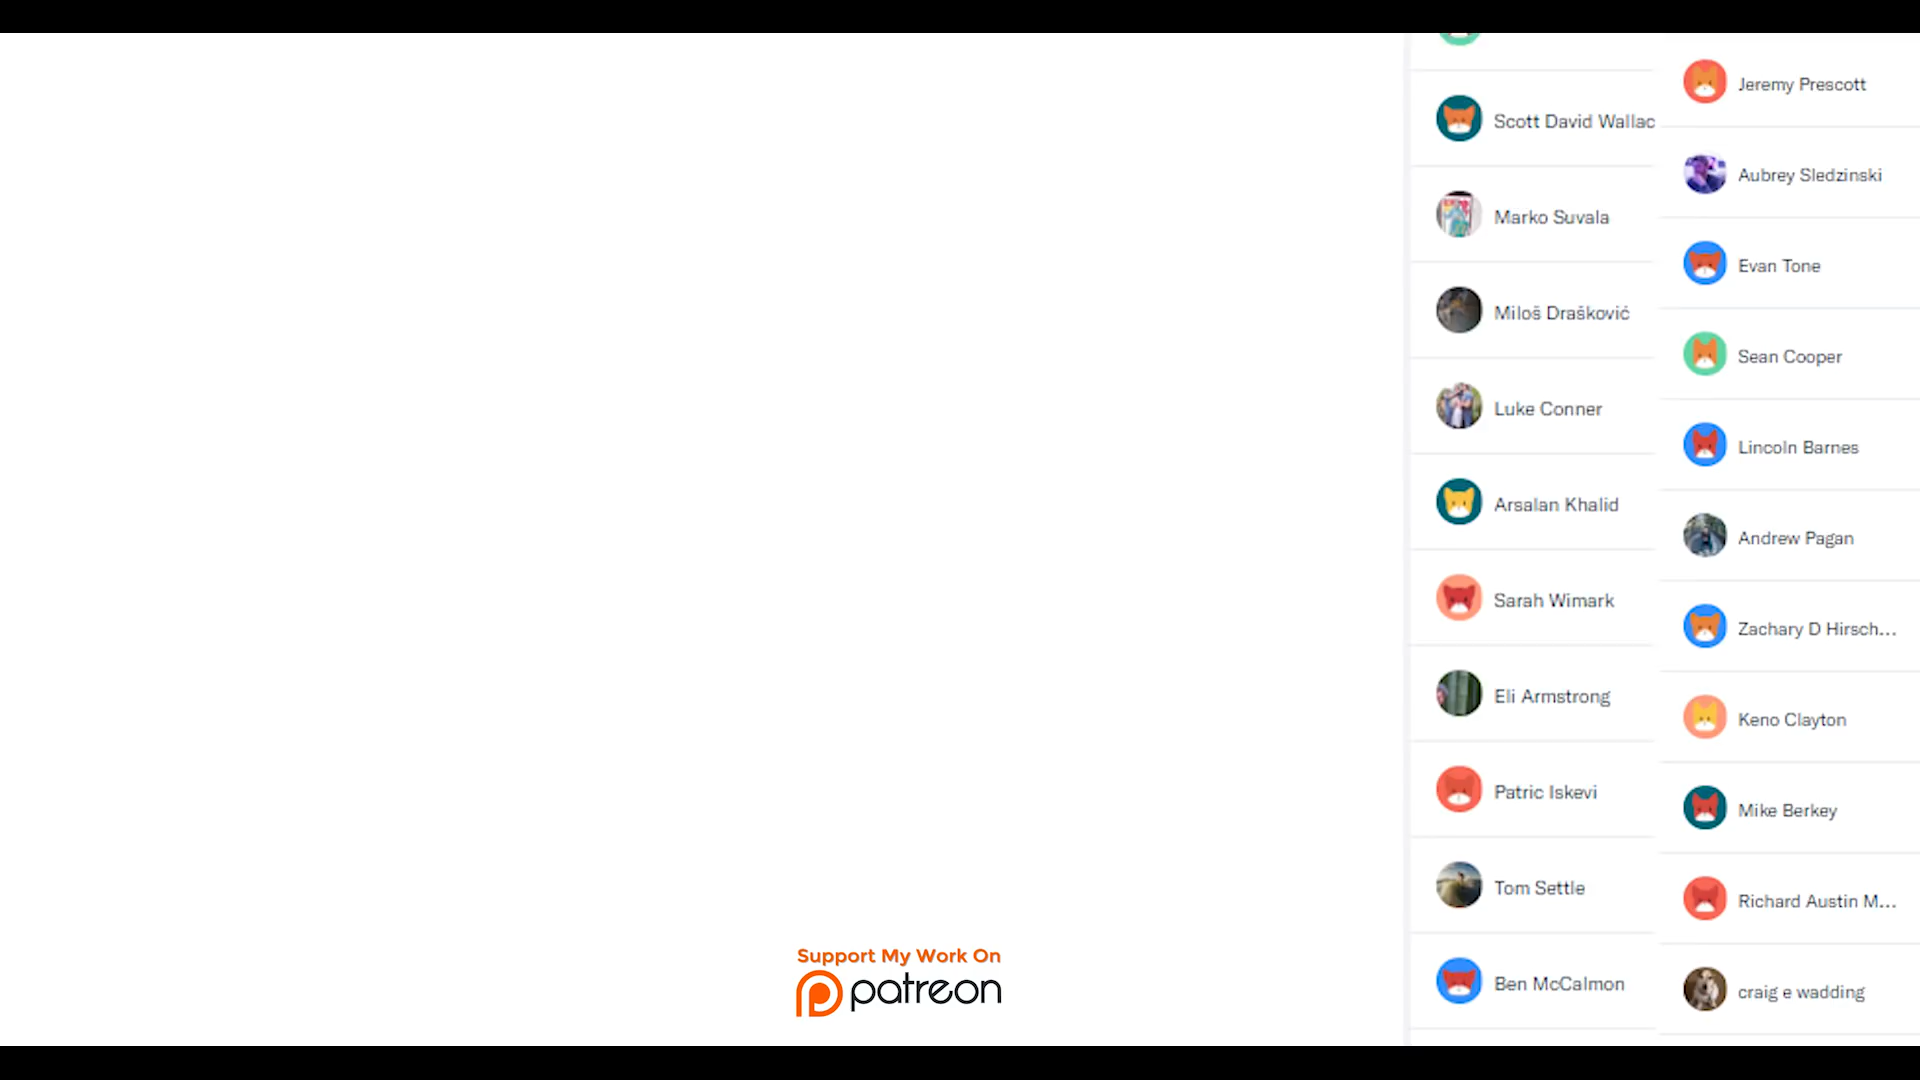 Scott David Wallac
Marko Suvala
Miloš Drašković
Luke Conner
Arsalan Khalid
Sarah Wimark
Eli Armstrong
Patric Iskevi
Tom Settle
Ben McCalmon
Jeremy Prescott
Aubrey Sledzinski
Evan Tone
Sean Cooper
Lincoln Barnes
Andrew Pagan
Zachary D Hirsch...
Keno Clayton
Mike Berkey
Richard Austin M...
craig e wadding
Support My Work On
patreon